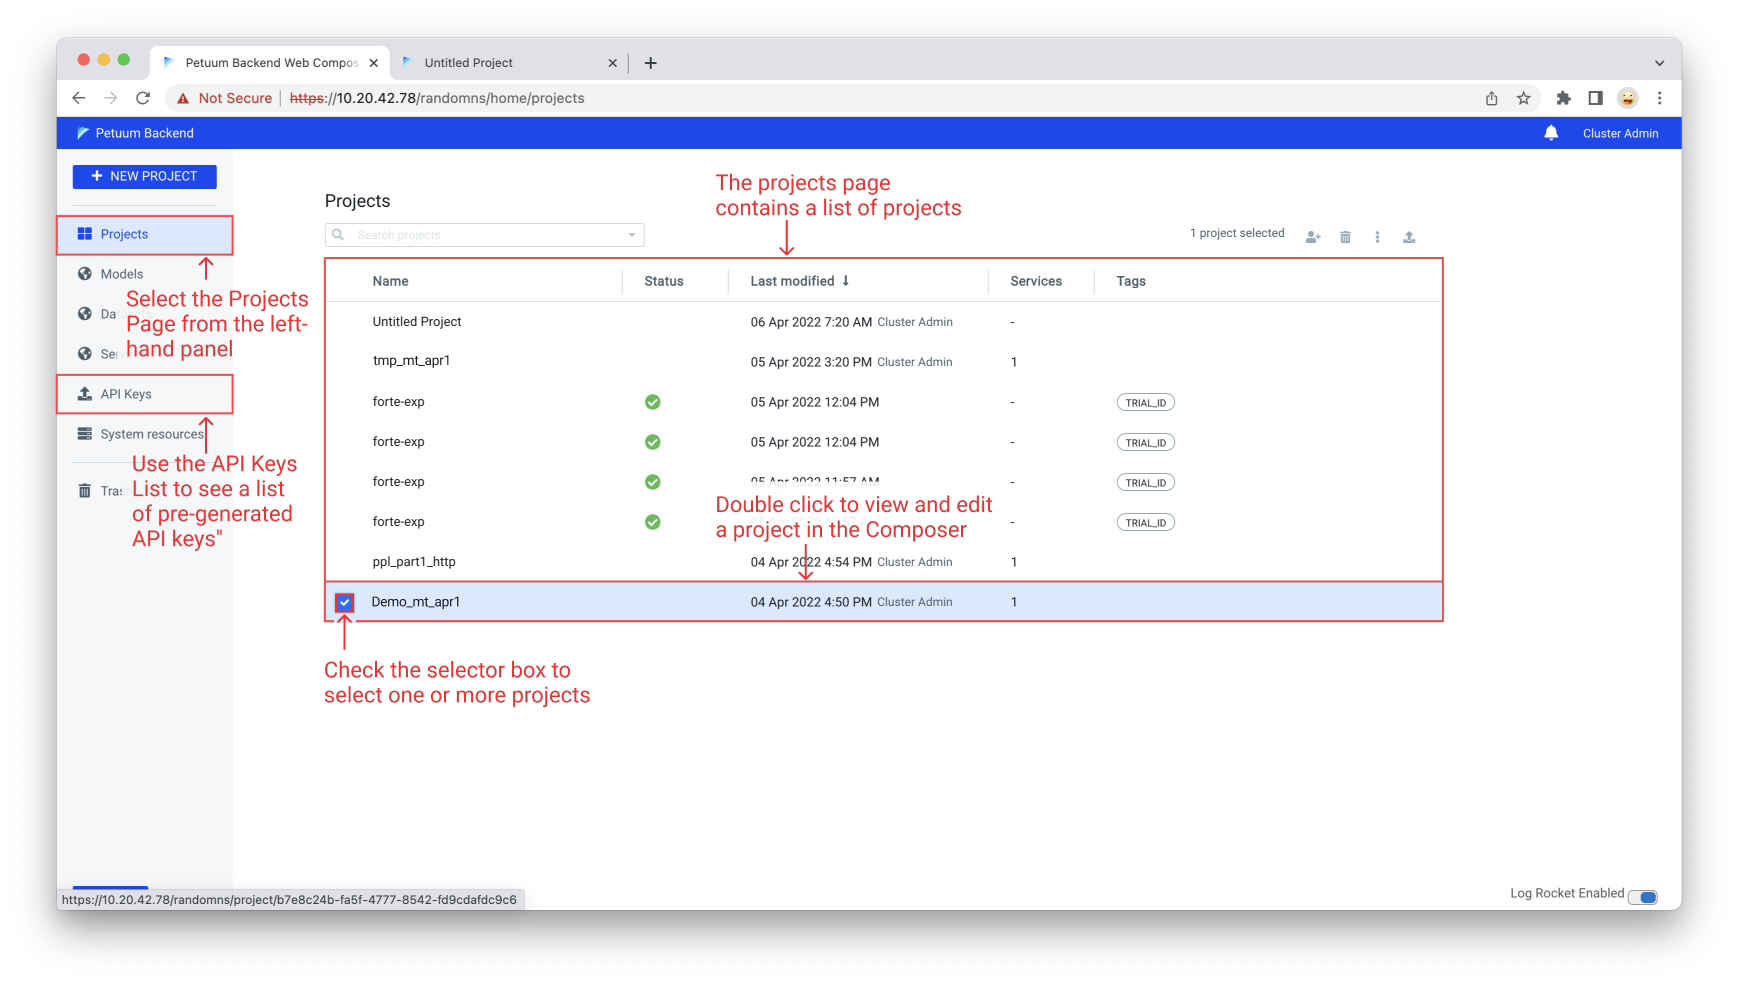 Petuum Backend Web Compos
Untitled Project
Not Secure
https://10.20.42.78/randomns/home/projects
Petuum Backend
Cluster Admin
+ NEW PROJECT
Projects
Models
API Keys
System resources
Select the Projects
Page from the left-
hand panel
Use the API Keys
List to see a list
of pre-generated
API keys"
Projects
Search projects
The projects page
contains a list of projects
1 project selected
Name Status Last modified ↓ Services Tags
Untitled Project 06 Apr 2022 7:20 AM Cluster Admin -
tmp_mt_apr1 05 Apr 2022 3:20 PM Cluster Admin 1
forte-exp 05 Apr 2022 12:04 PM - TRIAL_ID
forte-exp 05 Apr 2022 12:04 PM - TRIAL_ID
forte-exp 05 Apr 2022 11:57 AM - TRIAL_ID
forte-exp - TRIAL_ID
Double click to view and edit
a project in the Composer
ppl_part1_http 04 Apr 2022 4:54 PM Cluster Admin 1
Demo_mt_apr1 04 Apr 2022 4:50 PM Cluster Admin 1
Check the selector box to
select one or more projects
Log Rocket Enabled
https://10.20.42.78/randomns/project/b7e8c24b-fa5f-4777-8542-fd9cdafdc9c6